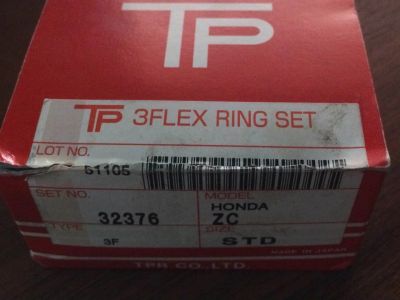 TP
TP 3FLEX RING SET
LOT NO.
51105
SET NO.
32376
MODEL
HONDA
ZC
TYPE
3F
SIZE
STD
MADE IN JAPAN
TPR CO., LTD.